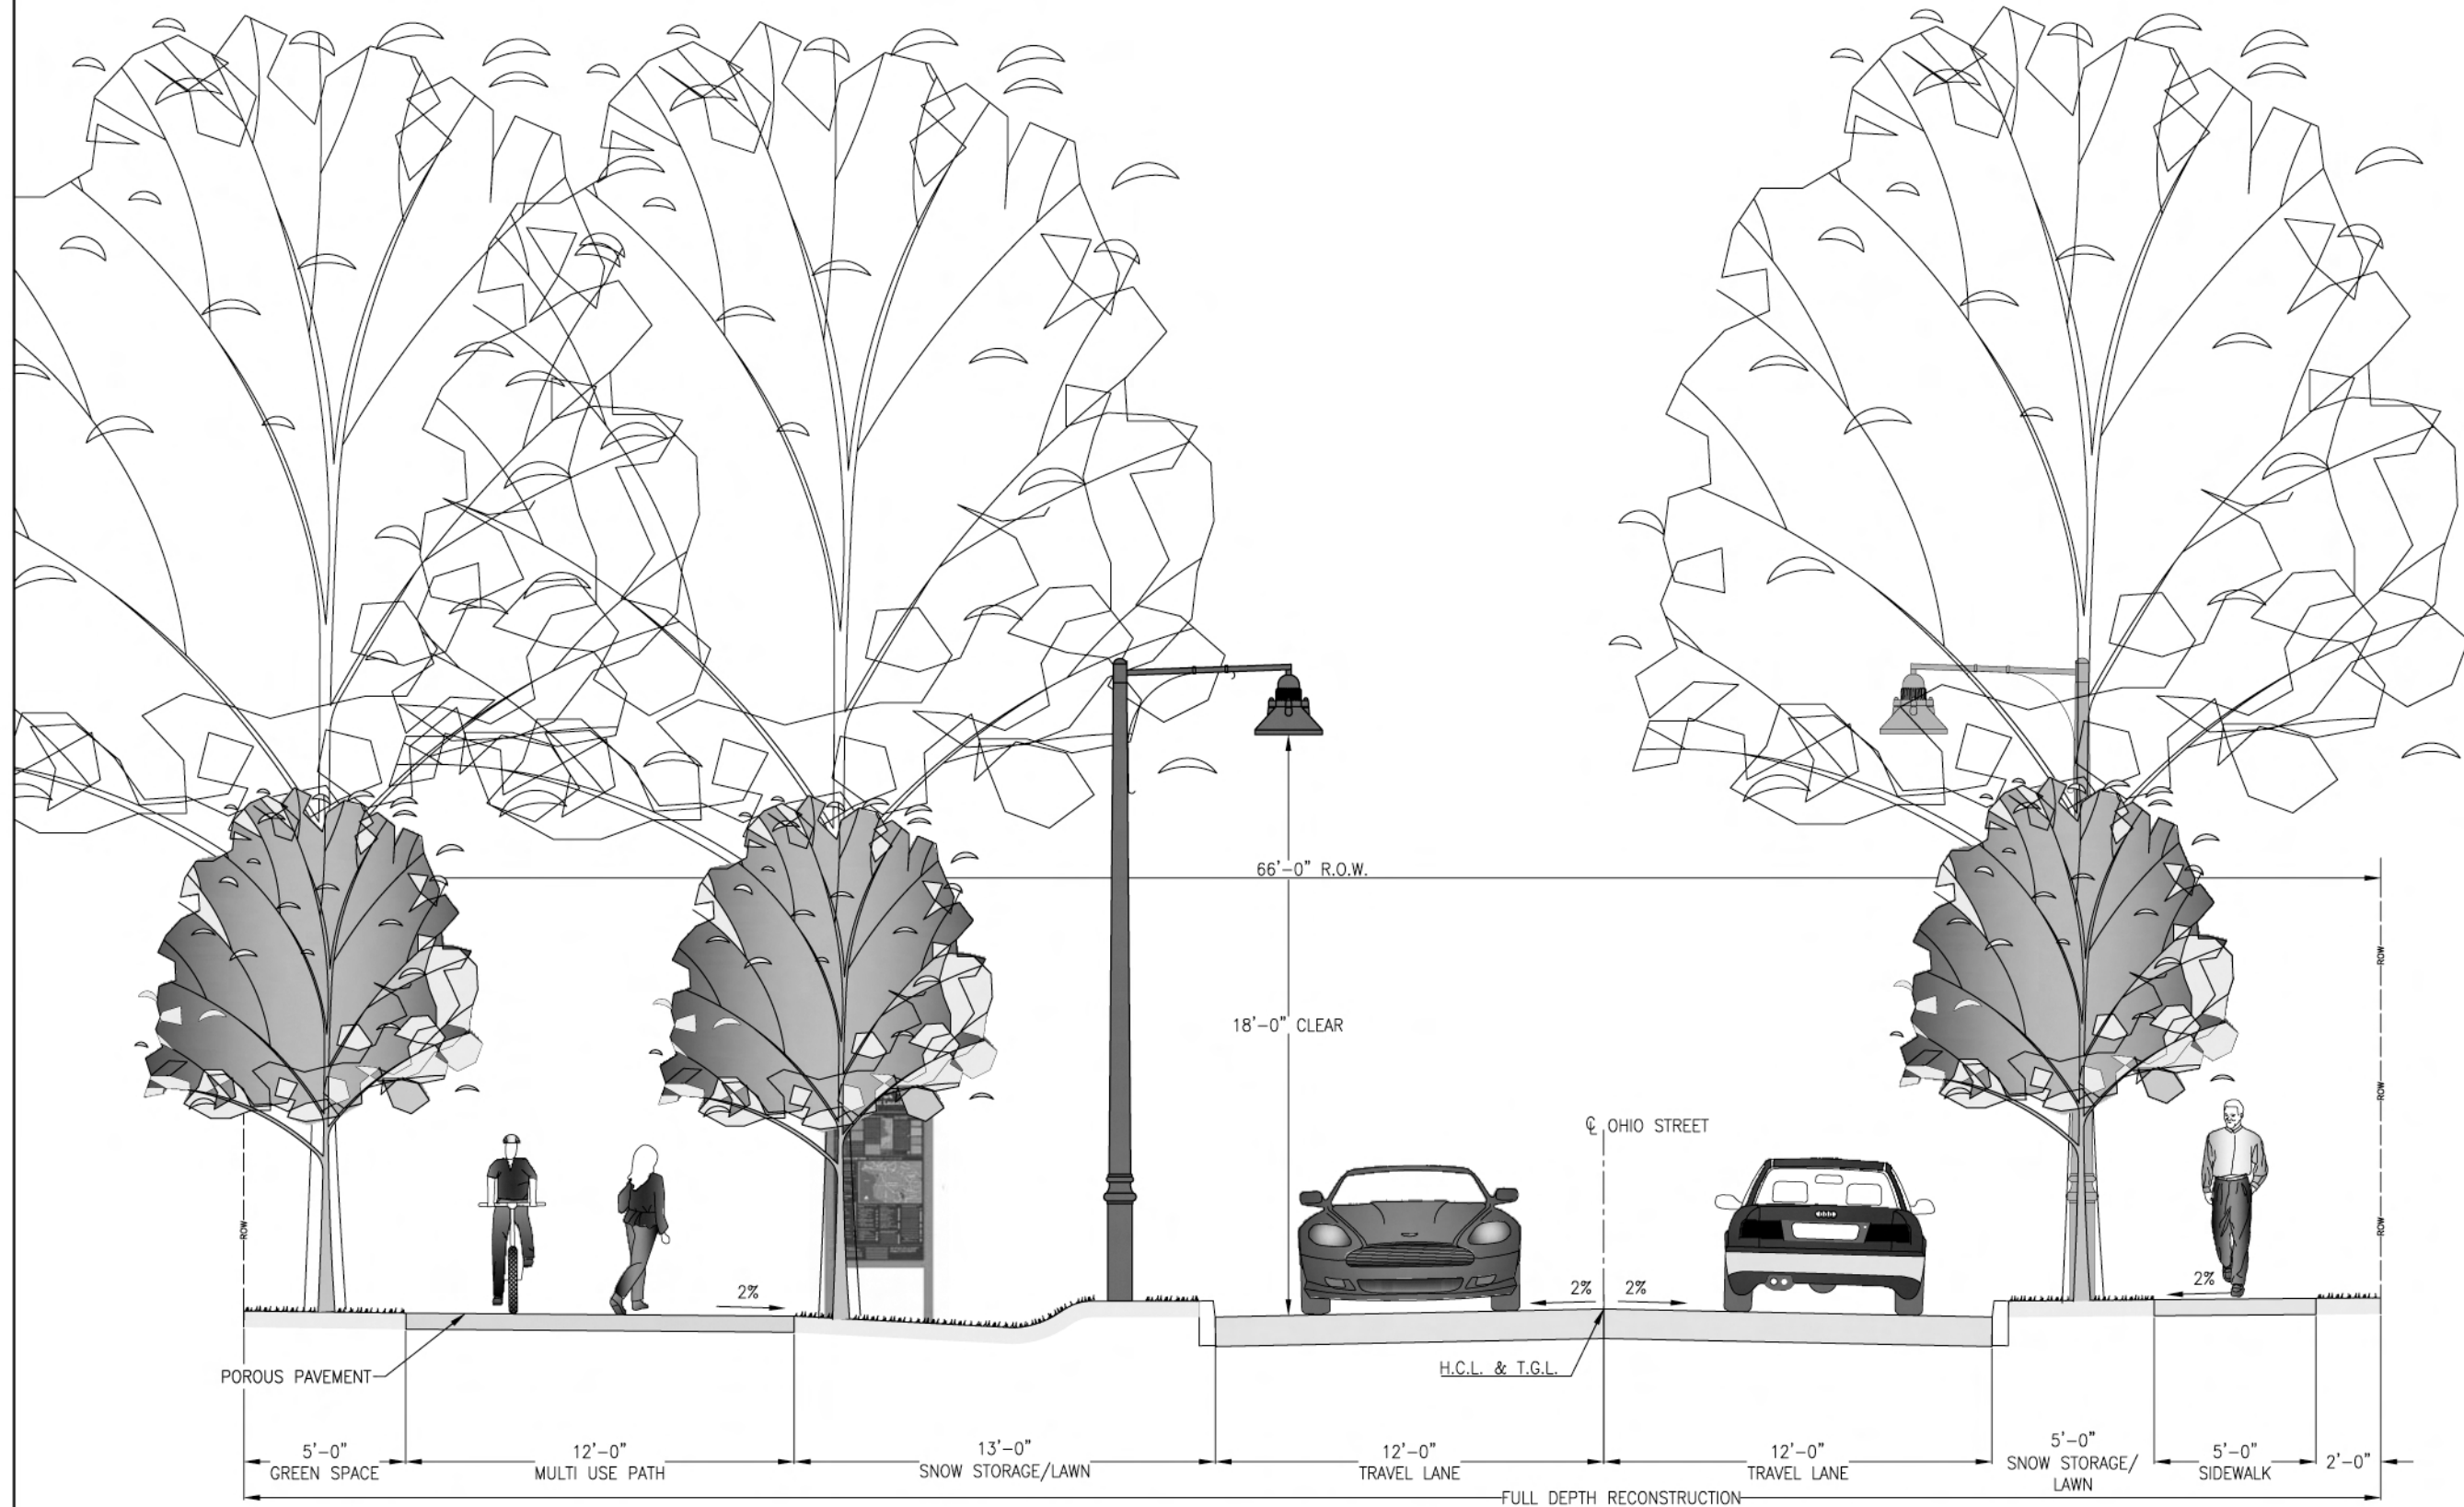 66'-0" R.O.W.
ROW
18'-0" CLEAR
ROW
℄ OHIO STREET
ROW
ROW
2%
2%
2%
2%
POROUS PAVEMENT
H.C.L. & T.G.L.
5'-0"
GREEN SPACE
12'-0"
MULTI USE PATH
13'-0"
SNOW STORAGE/LAWN
12'-0"
TRAVEL LANE
12'-0"
TRAVEL LANE
5'-0"
SNOW STORAGE/
LAWN
5'-0"
SIDEWALK
2'-0"
FULL DEPTH RECONSTRUCTION